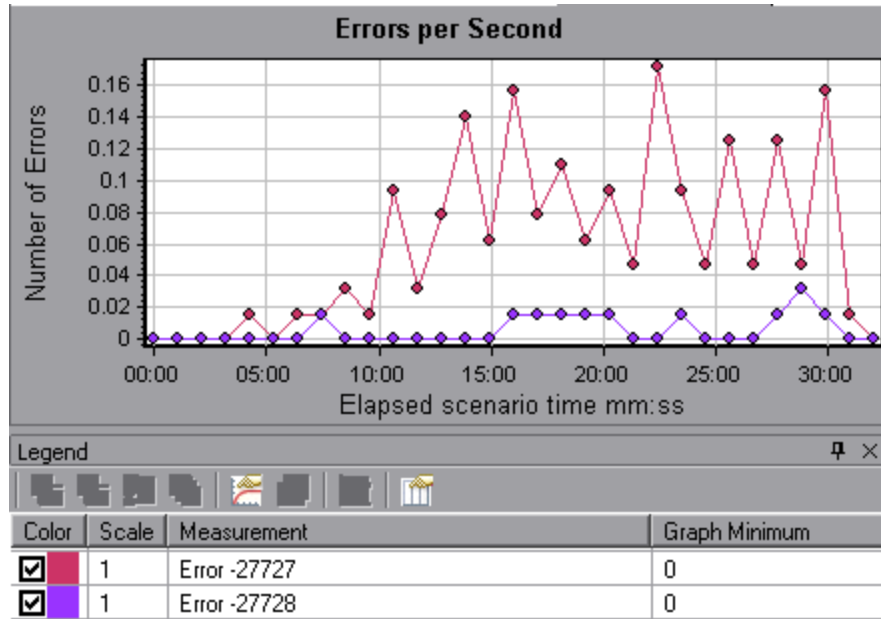 Errors per Second
Number of Errors
0.16
0.14
0.12
0.1
0.08
0.06
0.04
0.02
0
00:00 05:00 10:00 15:00 20:00 25:00 30:00
Elapsed scenario time mm:ss
Legend
Color Scale Measurement Graph Minimum
1 Error -27727 0
1 Error -27728 0